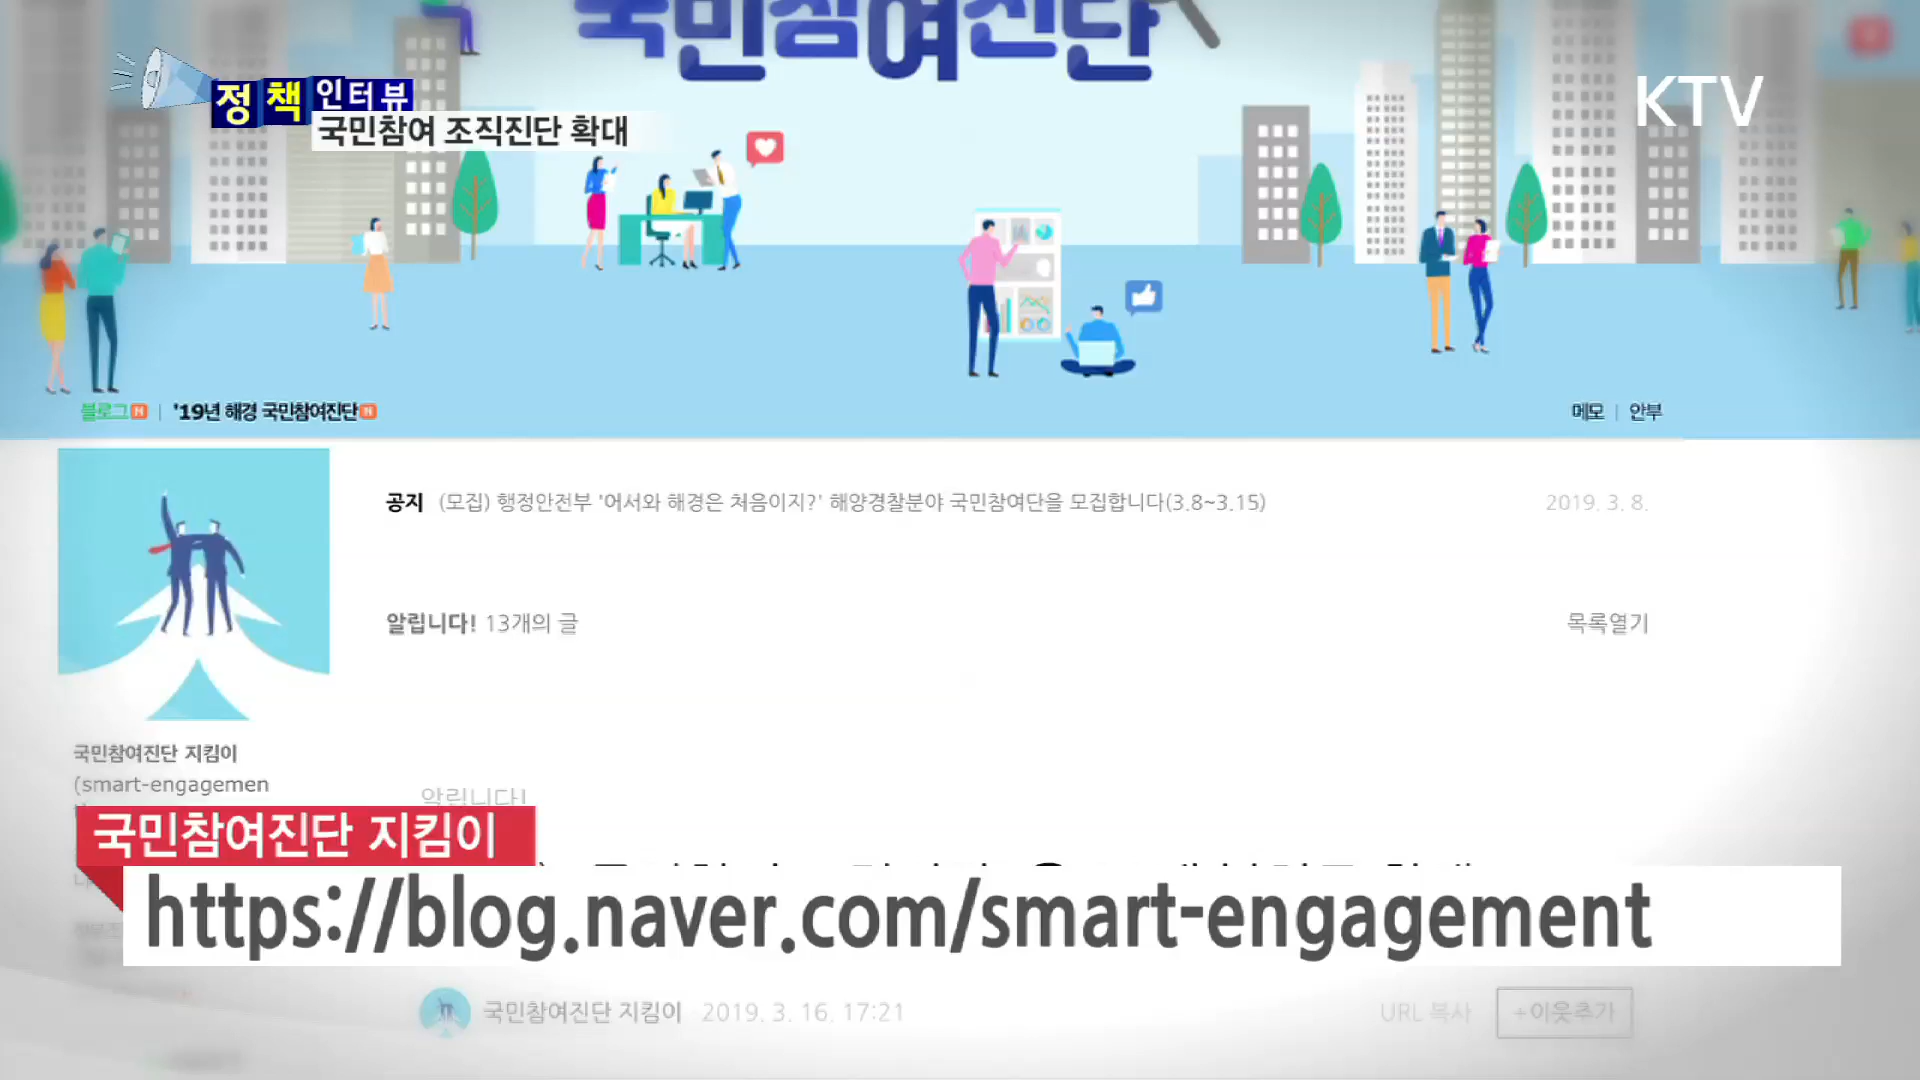 국민참여진단
정책 인터뷰
국민참여 조직진단 확대
KTV
블로그 N | '19년 해경 국민참여진단 N
메모 | 안부
공지 (모집) 행정안전부 '어서와 해경은 처음이지?' 해양경찰분야 국민참여단을 모집합니다(3.8~3.15) 2019. 3. 8.
알립니다! 13개의 글 목록열기
국민참여진단 지킴이
(smart-engagemen
알립니다!
국민참여진단 지킴이
https://blog.naver.com/smart-engagement
국민참여진단 지킴이 2019. 3. 16. 17:21 URL 복사 +이웃추가